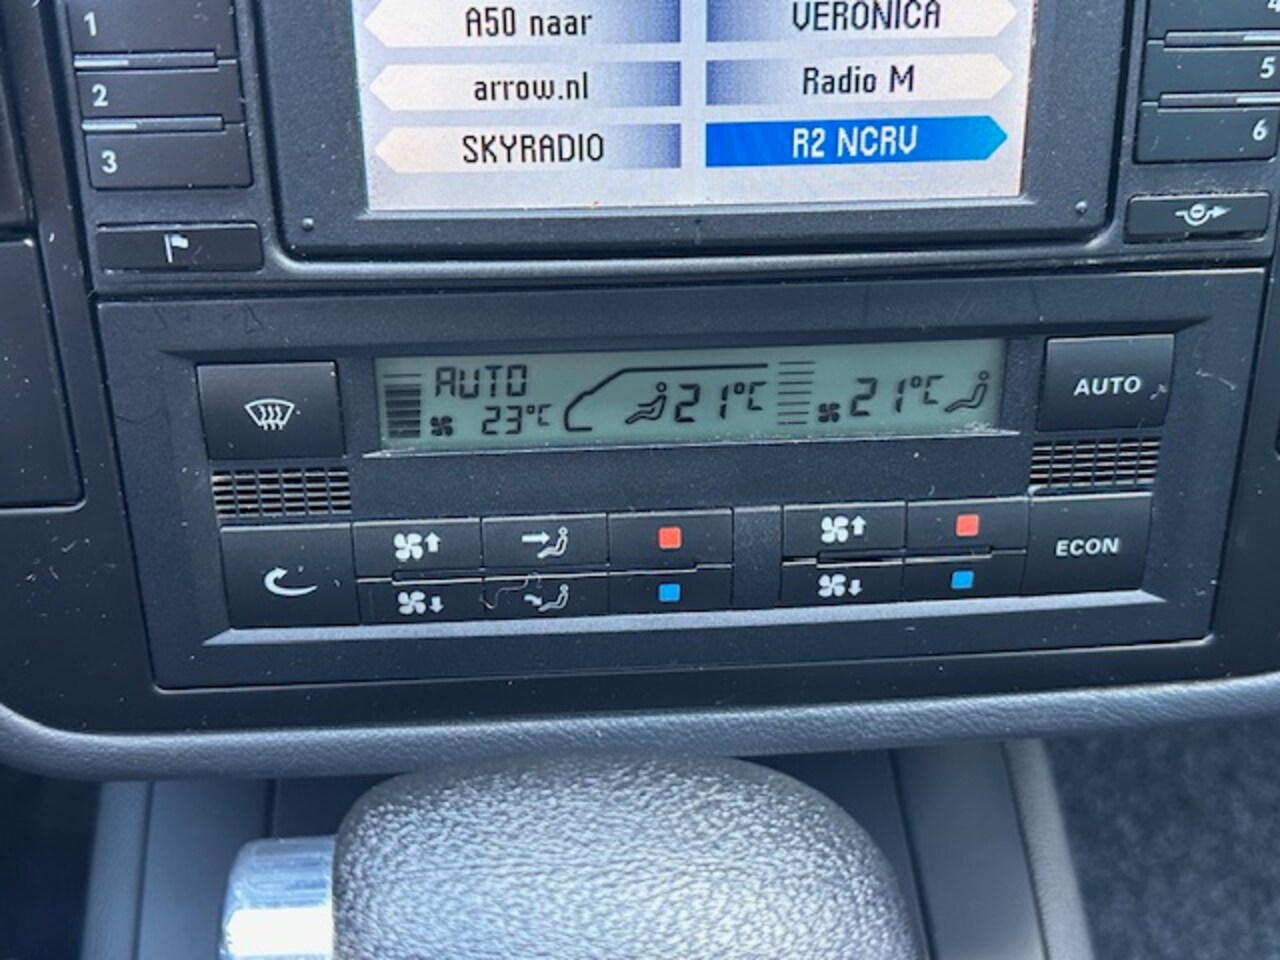 1
2
3
A50 naar
VERONICA
arrow.nl
Radio M
SKYRADIO
R2 NCRV
4
5
6
AUTO
23°C
21°C
21°C
AUTO
ECON